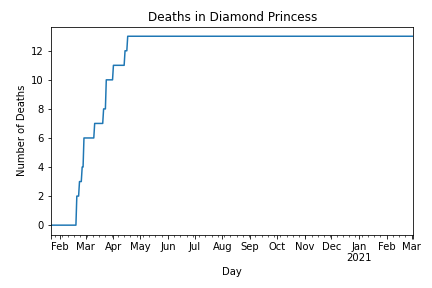 Deaths in Diamond Princess
Number of Deaths
12
10
8
6
4
2
0
Feb Mar Apr May Jun Jul Aug Sep Oct Nov Dec Jan Feb Mar
2021
Day